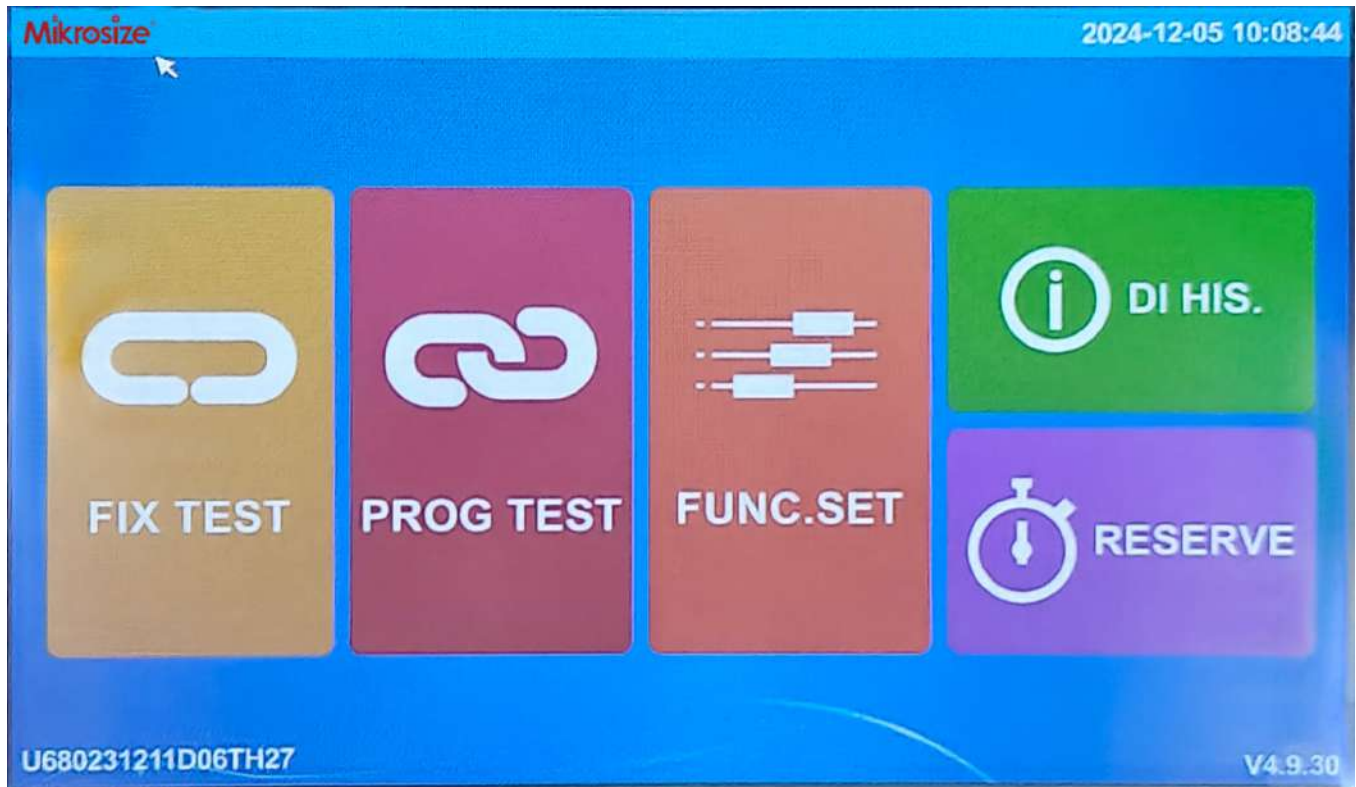 Mikrosize
2024-12-05 10:08:44
FIX TEST
PROG TEST
FUNC.SET
DI HIS.
RESERVE
U680231211D06TH27
V4.9.30